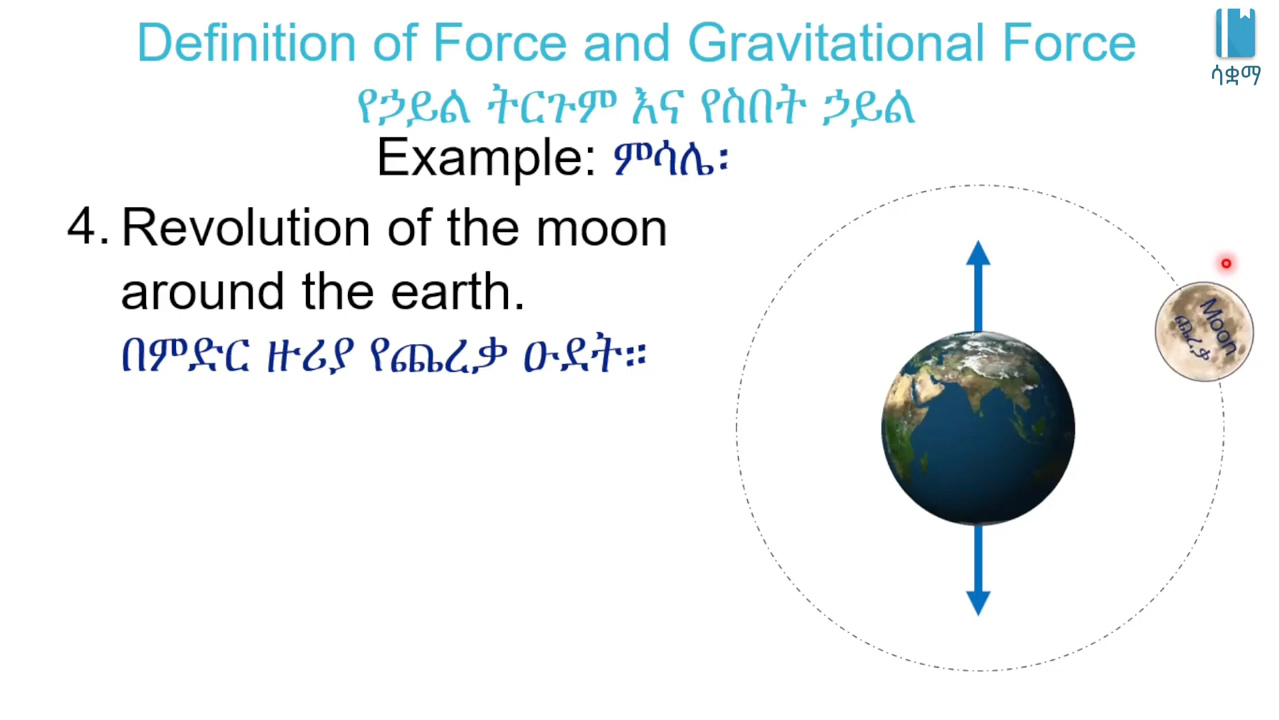 Definition of Force and Gravitational Force
ሳቋማ
የኃይል ትርጉም እና የስበት ኃይል
Example: ምሳሌ፡
4. Revolution of the moon
around the earth.
በምድር ዙሪያ የጨረቃ ዑደት።
Moon
ጨረቃ